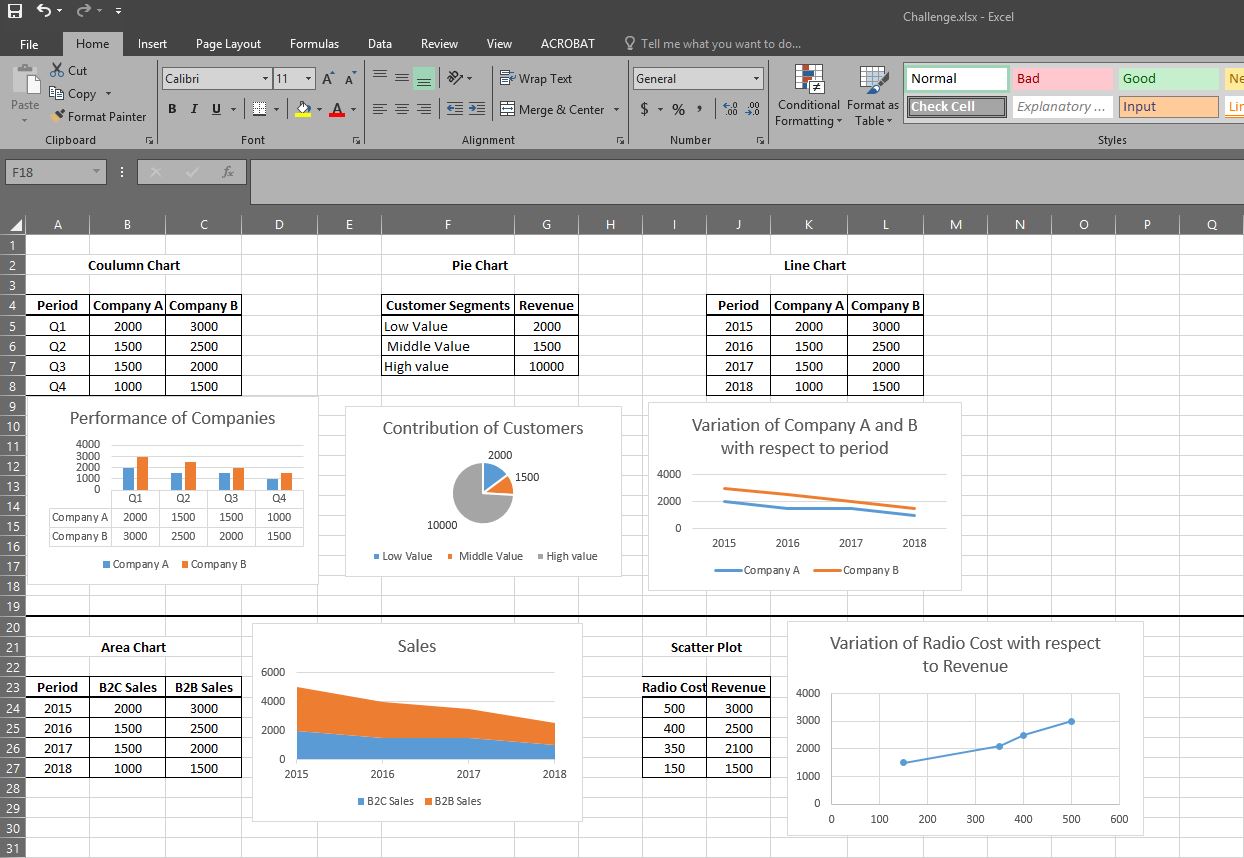 Challenge.xlsx - Excel
File Home Insert Page Layout Formulas Data Review View ACROBAT Tell me what you want to do...
Paste
Cut
Copy
Format Painter
Clipboard
Calibri 11
B I U A
Font
Wrap Text
Merge & Center
Alignment
General
$ % ,
Number
Conditional Formatting
Format as Table
Normal Bad Good Ne
Check Cell Explanatory ... Input Lin
Styles
F18 fx
A B C D E F G H I J K L M N O P Q
1
2
3
4
5
6
7
8
9
10
11
12
13
14
15
16
17
18
19
20
21
22
23
24
25
26
27
28
29
30
31
Coulumn Chart
Period Company A Company B
Q1 2000 3000
Q2 1500 2500
Q3 1500 2000
Q4 1000 1500
Performance of Companies
4000
3000
2000
1000
0
Q1 Q2 Q3 Q4
Company A 2000 1500 1500 1000
Company B 3000 2500 2000 1500
Company A Company B
Pie Chart
Customer Segments Revenue
Low Value 2000
Middle Value 1500
High value 10000
Contribution of Customers
2000
1500
10000
Low Value Middle Value High value
Line Chart
Period Company A Company B
2015 2000 3000
2016 1500 2500
2017 1500 2000
2018 1000 1500
Variation of Company A and B
with respect to period
4000
2000
0
2015 2016 2017 2018
Company A Company B
Area Chart
Period B2C Sales B2B Sales
2015 2000 3000
2016 1500 2500
2017 1500 2000
2018 1000 1500
Sales
6000
4000
2000
0
2015 2016 2017 2018
B2C Sales B2B Sales
Scatter Plot
Radio Cost Revenue
500 3000
400 2500
350 2100
150 1500
Variation of Radio Cost with respect
to Revenue
4000
3000
2000
1000
0
0 100 200 300 400 500 600